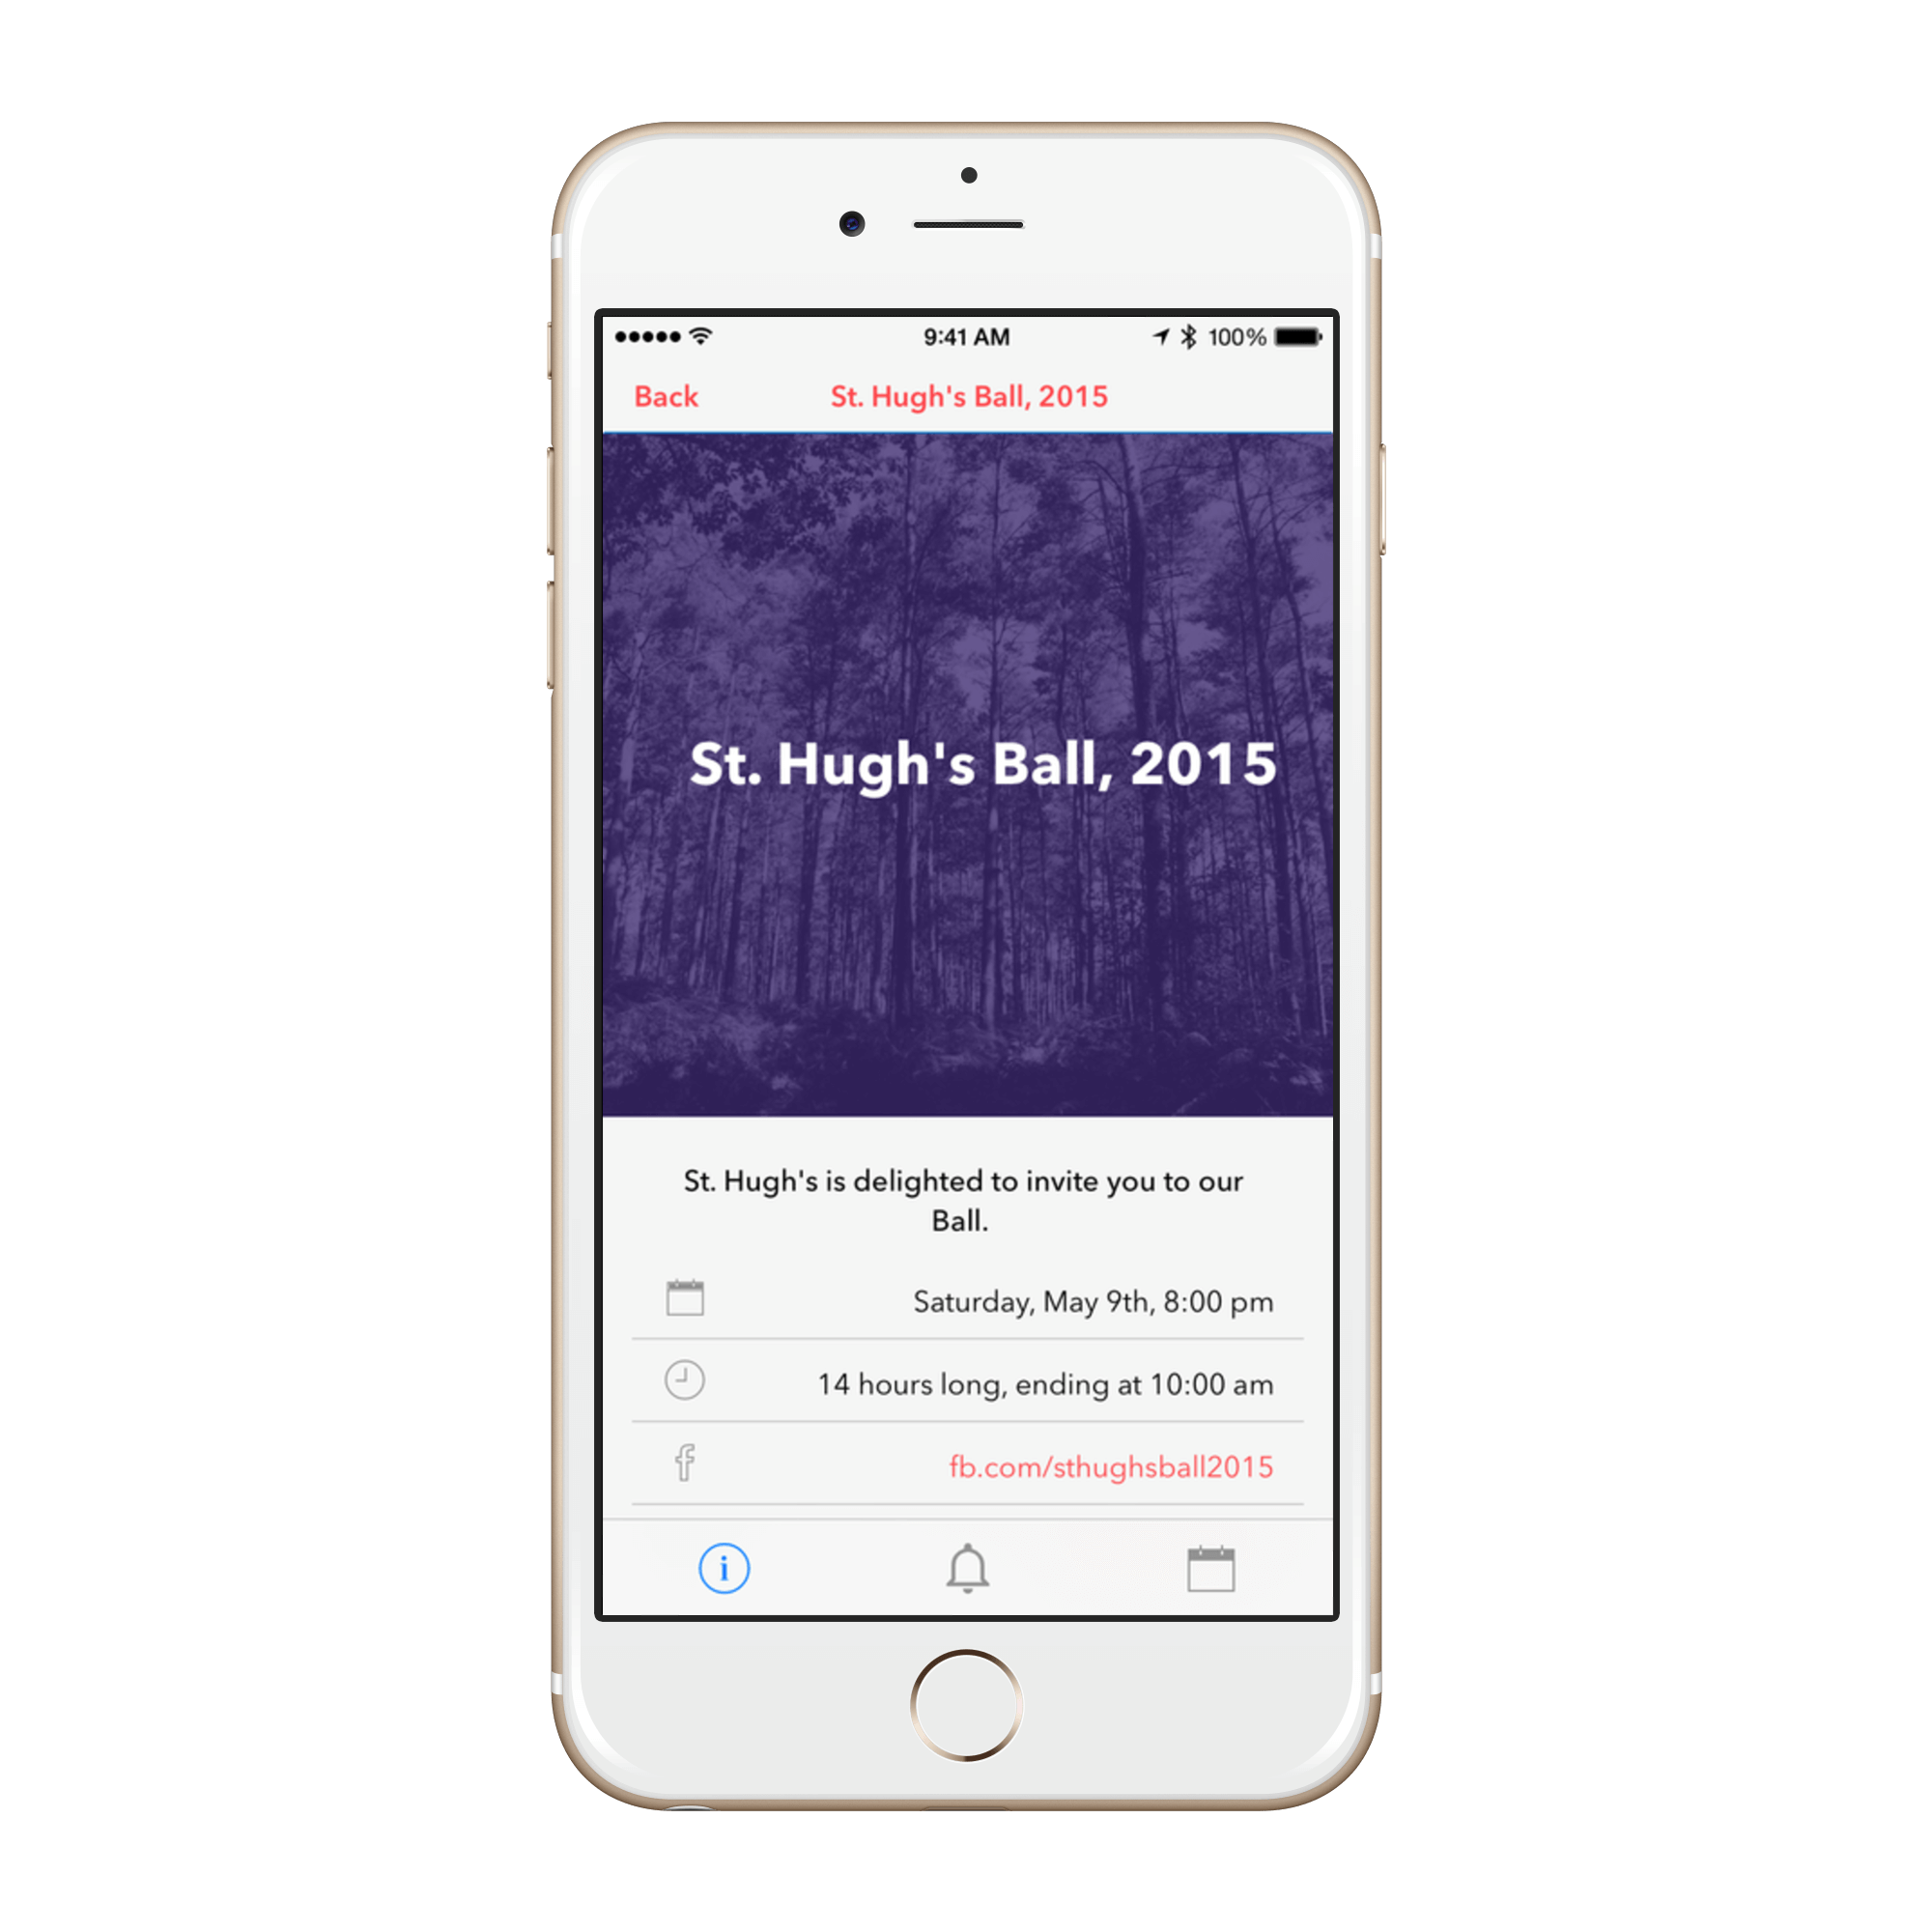 9:41 AM
100%
Back
St. Hugh's Ball, 2015
St. Hugh's Ball, 2015
St. Hugh's is delighted to invite you to our
Ball.
Saturday, May 9th, 8:00 pm
14 hours long, ending at 10:00 am
fb.com/sthughsball2015